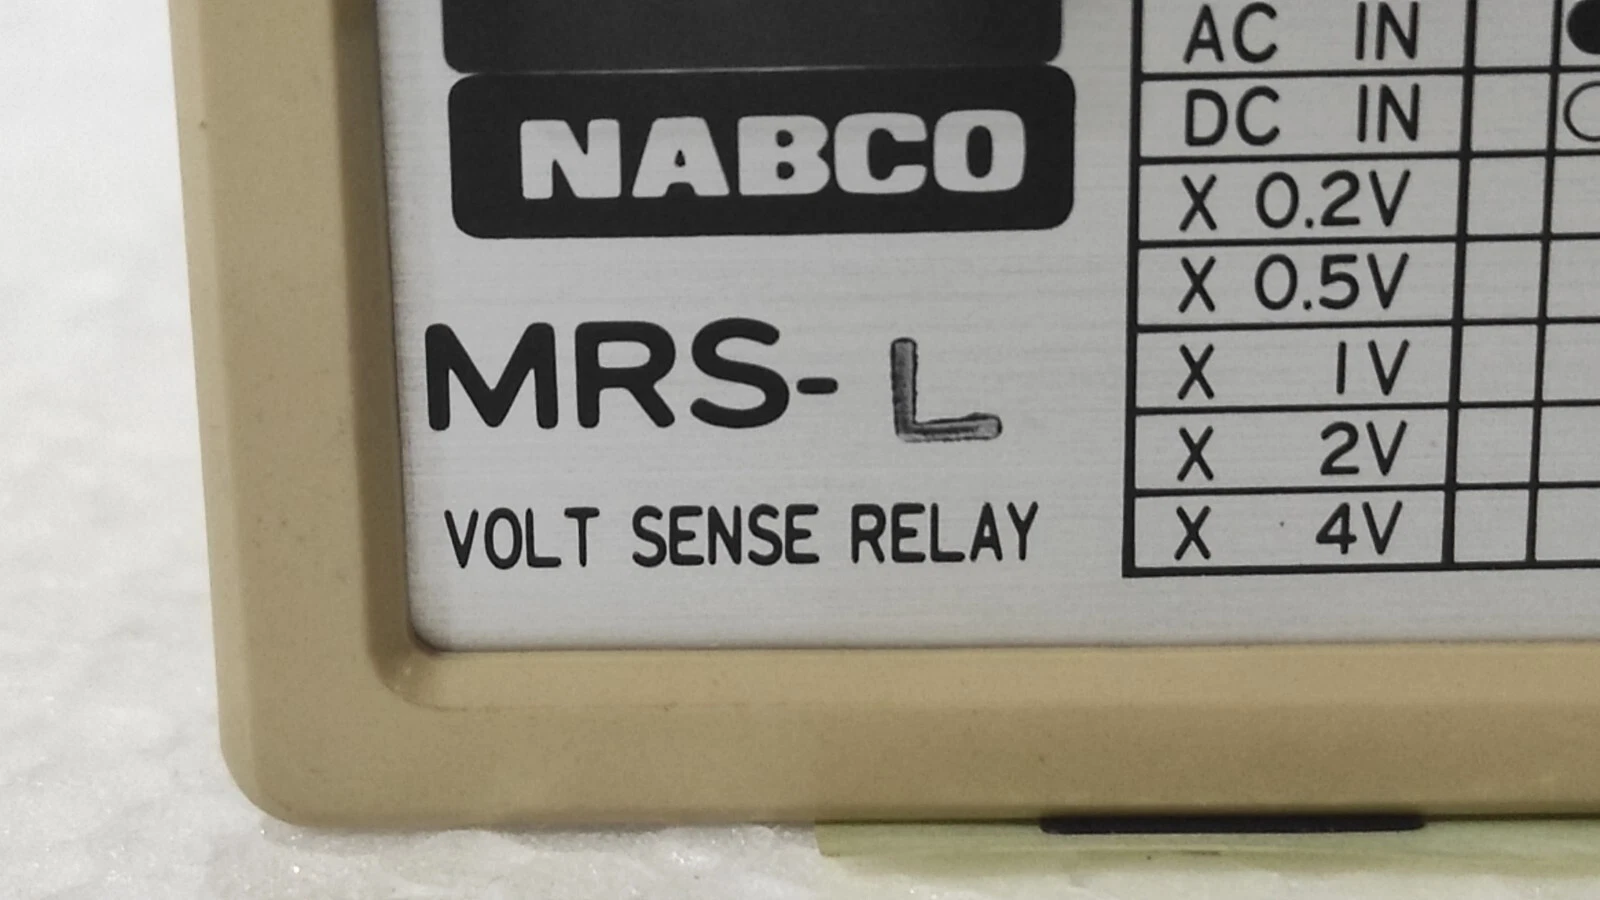 NABCO
MRS-L
VOLT SENSE RELAY
AC IN
DC IN
X 0.2V
X 0.5V
X 1V
X 2V
X 4V